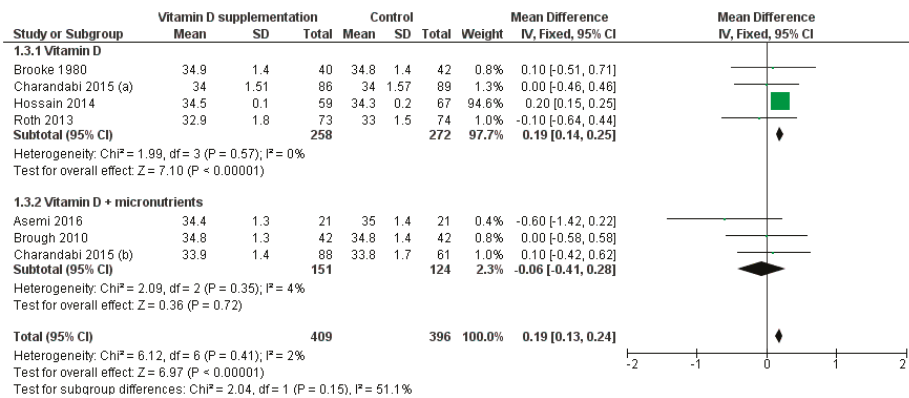 Vitamin D supplementation Control Mean Difference Mean Difference
Study or Subgroup Mean SD Total Mean SD Total Weight IV, Fixed, 95% CI IV, Fixed, 95% CI
1.3.1 Vitamin D
Brooke 1980 34.9 1.4 40 34.8 1.4 42 0.8% 0.10 [-0.51, 0.71]
Charandabi 2015 (a) 34 1.51 86 34 1.57 89 1.4% 0.00 [-0.46, 0.46]
Hossain 2014 34.5 0.1 59 34.3 0.2 67 94.6% 0.20 [0.15, 0.25]
Roth 2013 32.9 1.8 73 33 1.5 74 1.0% -0.10 [-0.64, 0.44]
Subtotal (95% CI) 258 272 97.7% 0.19 [0.14, 0.25]
Heterogeneity: Chi² = 1.99, df = 3 (P = 0.57); I² = 0%
Test for overall effect: Z = 7.10 (P < 0.00001)
1.3.2 Vitamin D + micronutrients
Asemi 2016 34.4 1.3 21 35 1.4 21 0.4% -0.60 [-1.42, 0.22]
Brough 2010 34.8 1.3 42 34.8 1.4 42 0.8% 0.00 [-0.58, 0.58]
Charandabi 2015 (b) 33.9 1.4 88 33.8 1.7 61 1.0% 0.10 [-0.42, 0.62]
Subtotal (95% CI) 151 124 2.3% -0.06 [-0.41, 0.28]
Heterogeneity: Chi² = 2.09, df = 2 (P = 0.35); I² = 4%
Test for overall effect: Z = 0.36 (P = 0.72)
Total (95% CI) 409 396 100.0% 0.19 [0.13, 0.24]
Heterogeneity: Chi² = 6.12, df = 6 (P = 0.41); I² = 2%
Test for overall effect: Z = 6.97 (P < 0.00001)
Test for subgroup differences: Chi² = 2.04, df = 1 (P = 0.15), I² = 51.1%
-2 -1 0 1 2